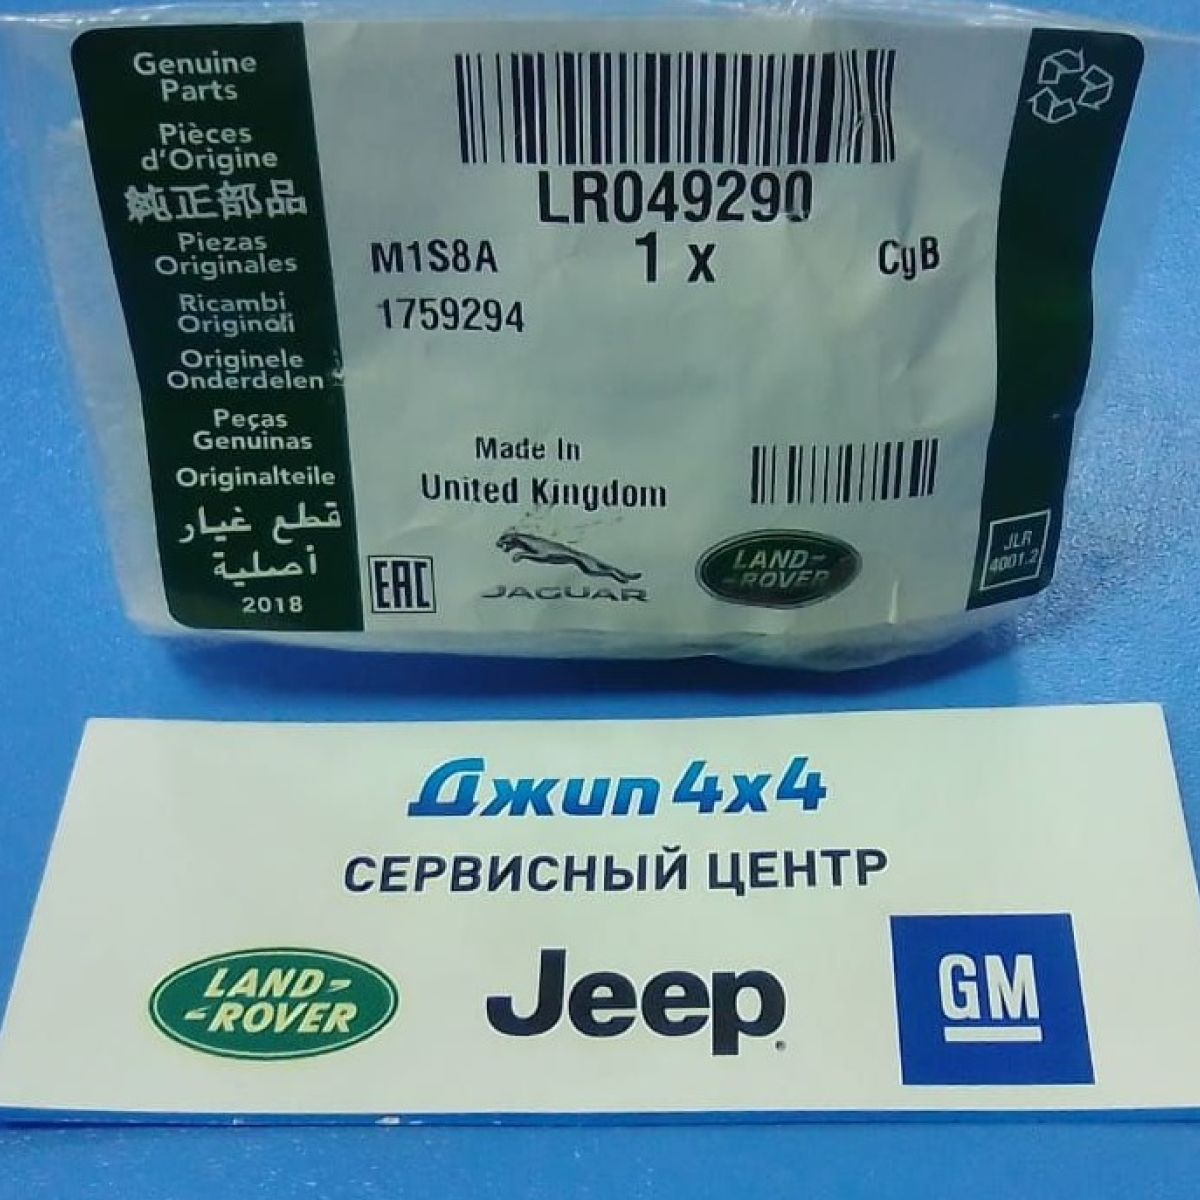 Genuine
Parts
Pièces
d'Origine
純正部品
Piezas
Originales
Ricambi
Originali
Originele
Onderdelen
Peças
Genuinas
Originalteile
قطع غيار
أصلية
2018
LR049290
M1S8A 1 x CyB
1759294
Made In
United Kingdom
EAC
JAGUAR
LAND-
-ROVER
JLR
4001.2
Джип 4x4
СЕРВИСНЫЙ ЦЕНТР
LAND-
-ROVER
Jeep
GM